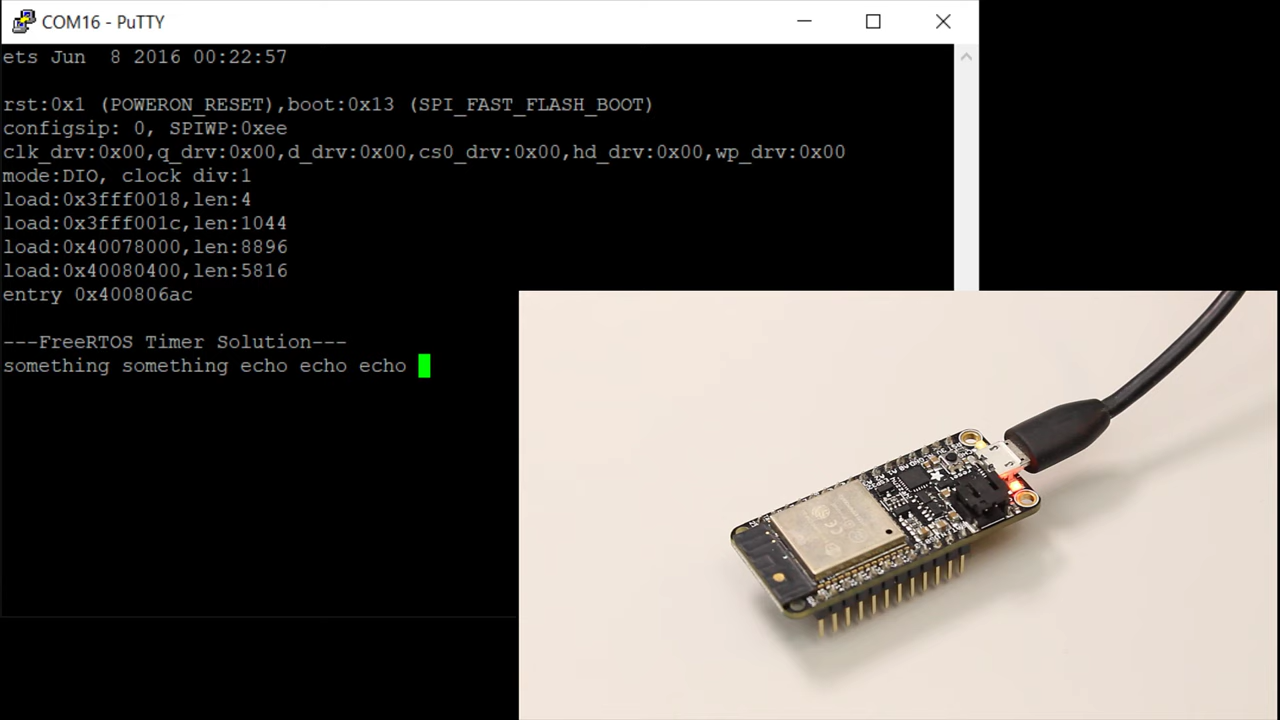 COM16 - PuTTY
ets Jun  8 2016 00:22:57
rst:0x1 (POWERON_RESET),boot:0x13 (SPI_FAST_FLASH_BOOT)
configsip: 0, SPIWP:0xee
clk_drv:0x00,q_drv:0x00,d_drv:0x00,cs0_drv:0x00,hd_drv:0x00,wp_drv:0x00
mode:DIO, clock div:1
load:0x3fff0018,len:4
load:0x3fff001c,len:1044
load:0x40078000,len:8896
load:0x40080400,len:5816
entry 0x400806ac
---FreeRTOS Timer Solution---
something something echo echo echo